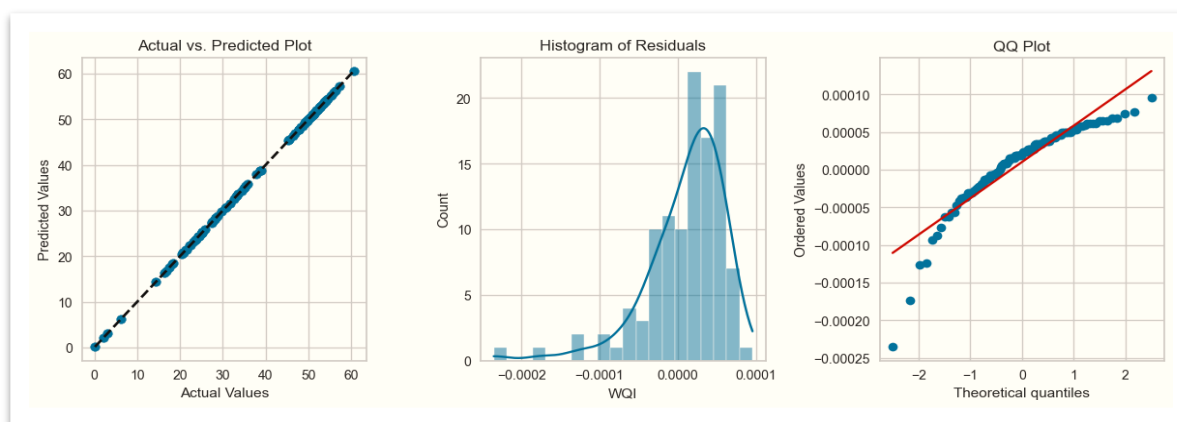 Actual vs. Predicted Plot
60
50
40
30
20
10
0
Predicted Values
0 10 20 30 40 50 60
Actual Values
Histogram of Residuals
20
15
10
5
0
Count
−0.0002 −0.0001 0.0000 0.0001
WQI
QQ Plot
0.00010
0.00005
0.00000
−0.00005
−0.00010
−0.00015
−0.00020
−0.00025
Ordered Values
−2 −1 0 1 2
Theoretical quantiles